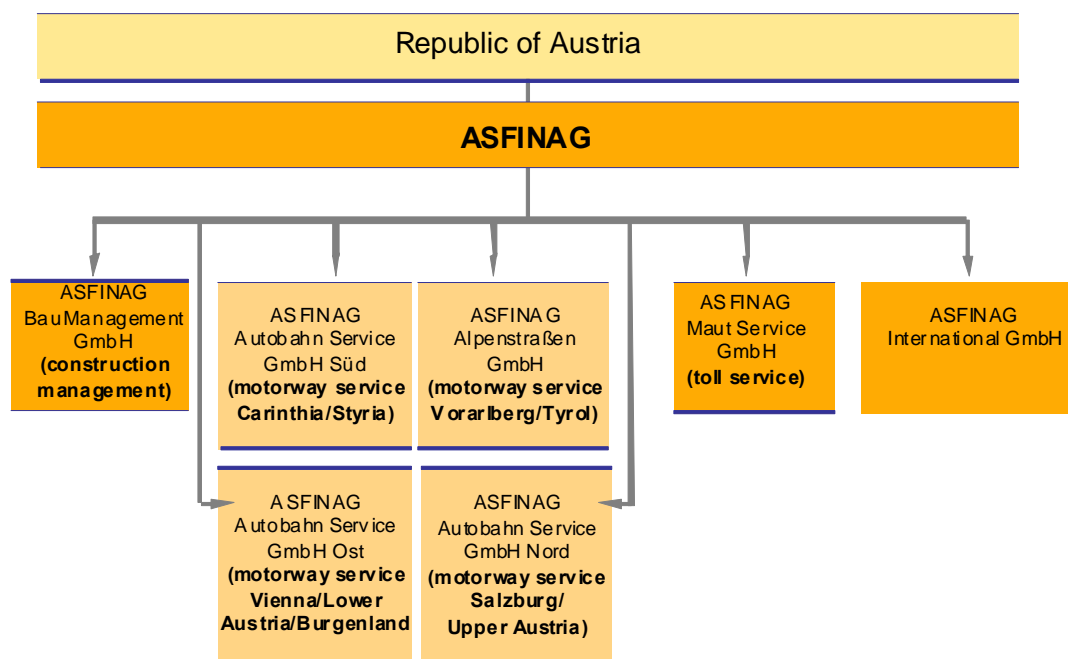 Republic of Austria
ASFINAG
ASFINAG
BauManagement
GmbH
(construction
management)
ASFINAG
Autobahn Service
GmbH Süd
(motorway service
Carinthia/Styria)
ASFINAG
Alpenstraßen
GmbH
(motorway service
Vorarlberg/Tyrol)
ASFINAG
Maut Service
GmbH
(toll service)
ASFINAG
International GmbH
ASFINAG
Autobahn Service
GmbH Ost
(motorway service
Vienna/Lower
Austria/Burgenland
ASFINAG
Autobahn Service
GmbH Nord
(motorway service
Salzburg/
Upper Austria)